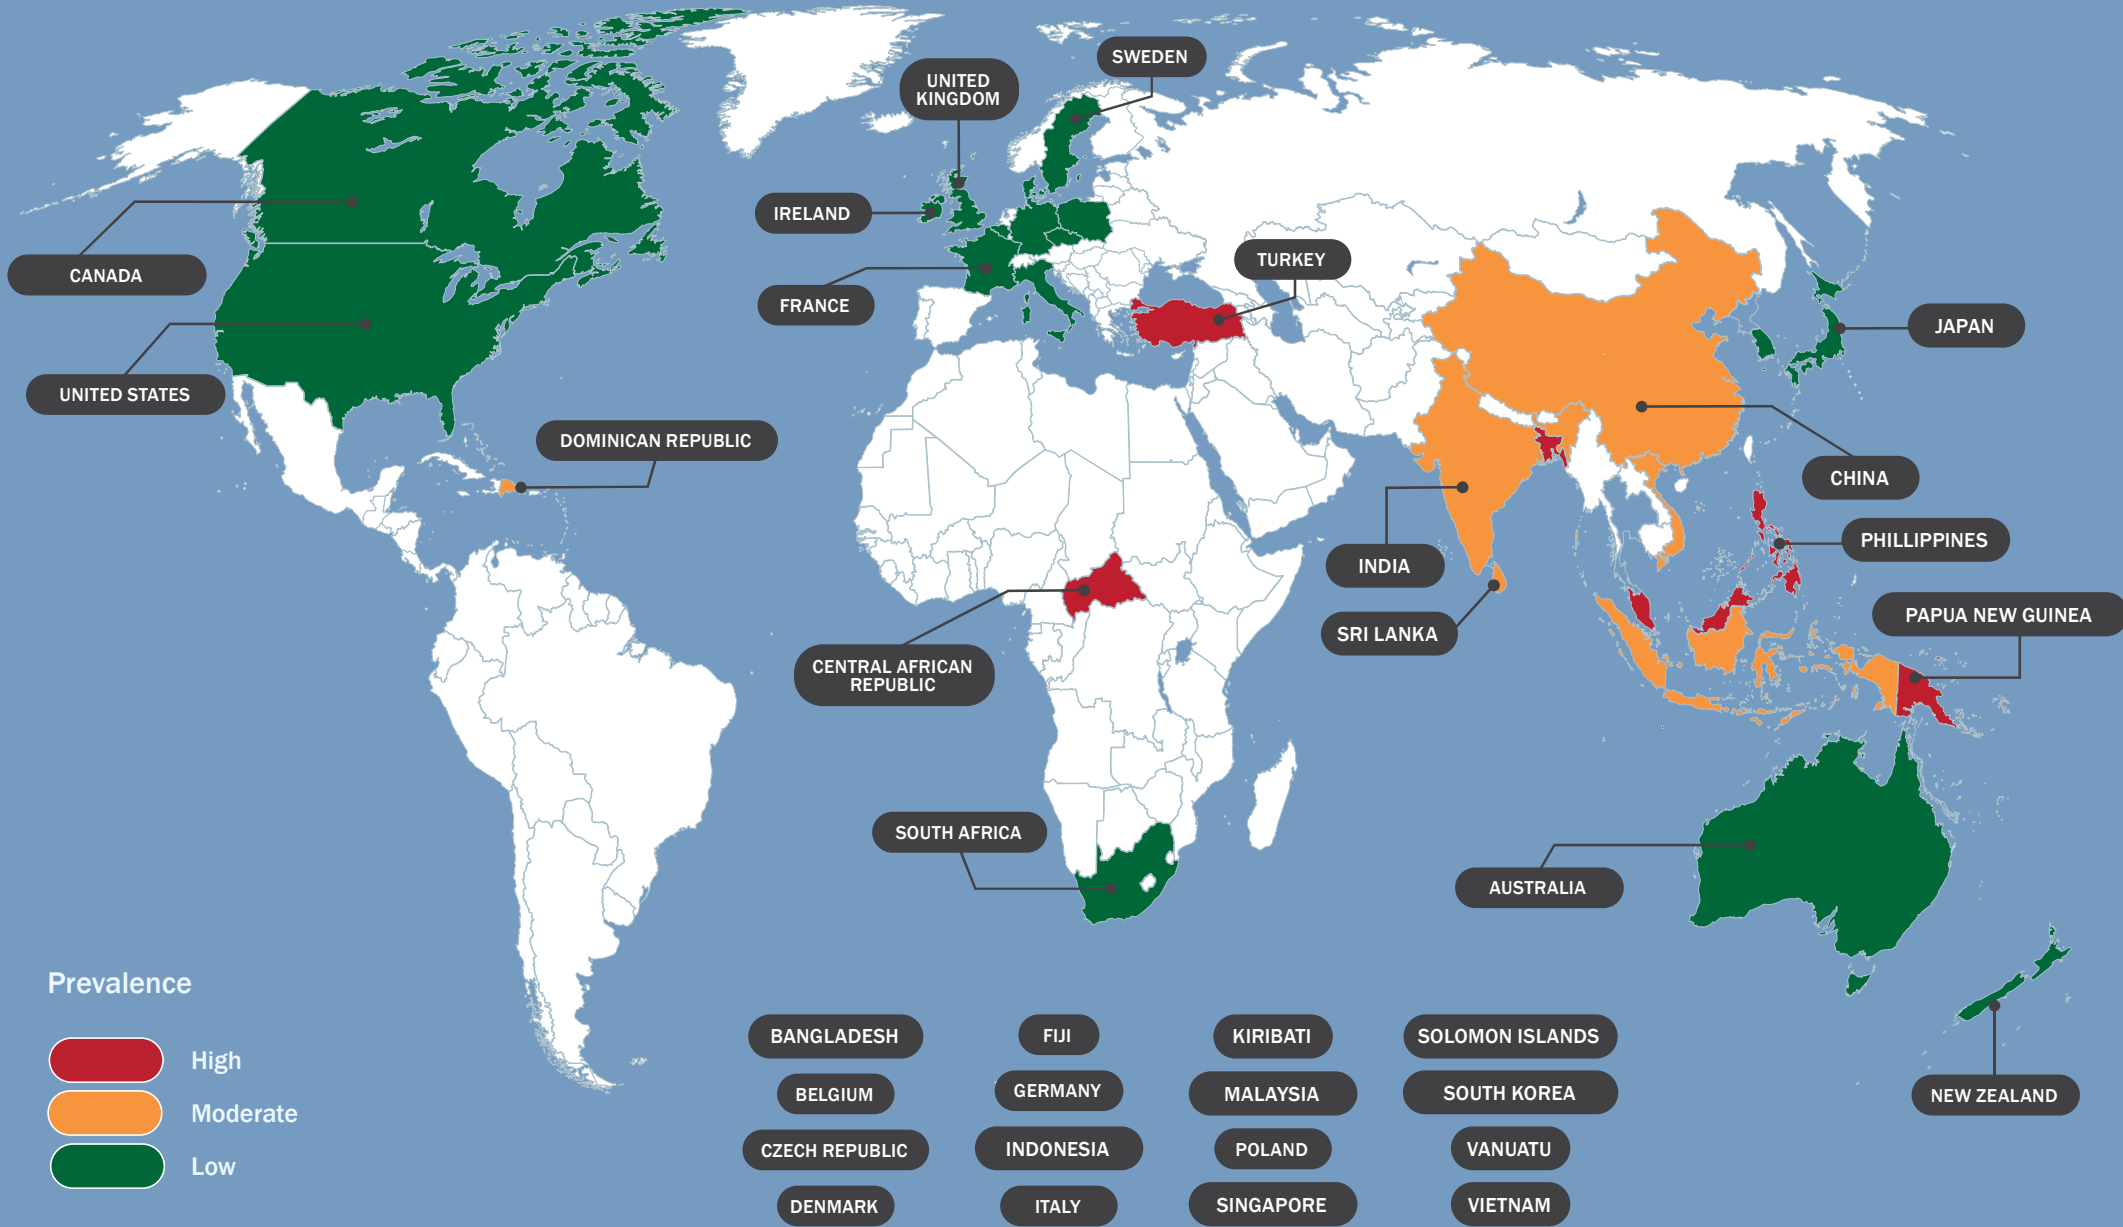 SWEDEN
UNITED
KINGDOM
IRELAND
TURKEY
CANADA
FRANCE
JAPAN
UNITED STATES
DOMINICAN REPUBLIC
CHINA
PHILLIPPINES
INDIA
PAPUA NEW GUINEA
SRI LANKA
CENTRAL AFRICAN
REPUBLIC
SOUTH AFRICA
AUSTRALIA
NEW ZEALAND
Prevalence
High
Moderate
Low
BANGLADESH
BELGIUM
CZECH REPUBLIC
DENMARK
FIJI
GERMANY
INDONESIA
ITALY
KIRIBATI
MALAYSIA
POLAND
SINGAPORE
SOLOMON ISLANDS
SOUTH KOREA
VANUATU
VIETNAM